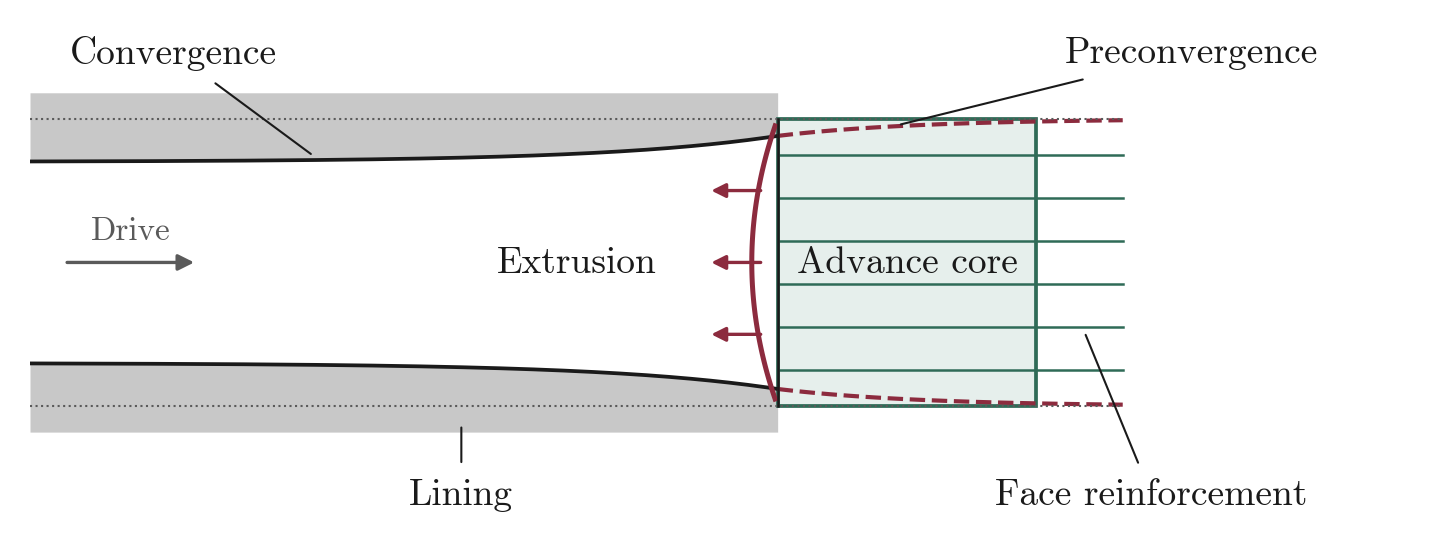 Convergence
Preconvergence
Drive
Extrusion
Advance core
Lining
Face reinforcement